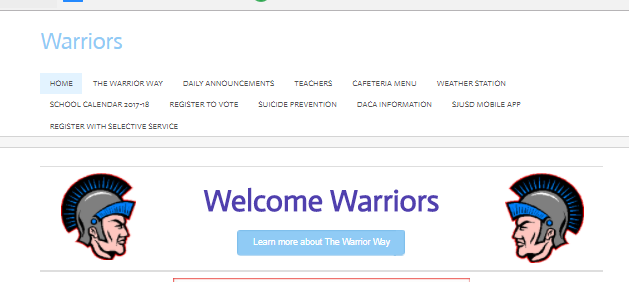 Warriors
HOME THE WARRIOR WAY DAILY ANNOUNCEMENTS TEACHERS CAFETERIA MENU WEATHER STATION
SCHOOL CALENDAR 2017-18 REGISTER TO VOTE SUICIDE PREVENTION DACA INFORMATION SJUSD MOBILE APP
REGISTER WITH SELECTIVE SERVICE
Welcome Warriors
Learn more about The Warrior Way